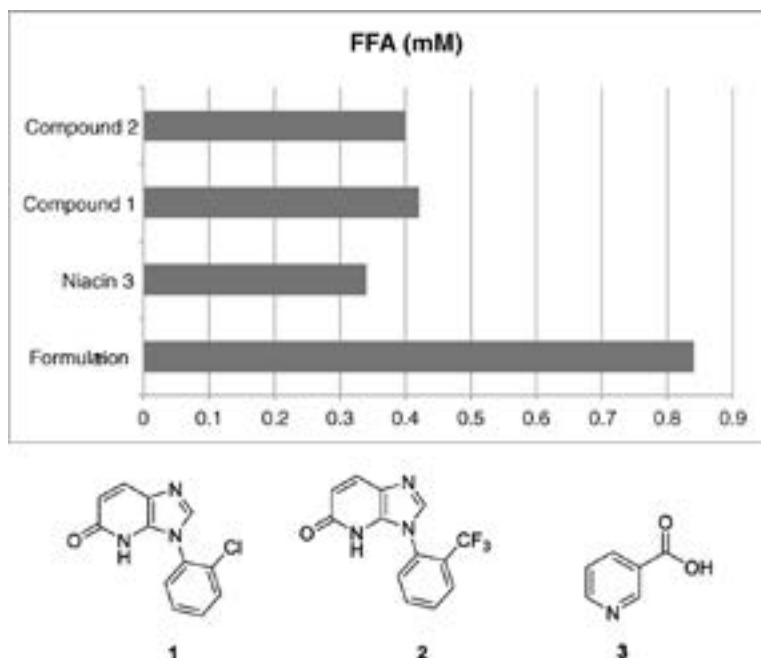 FFA (mM)
Compound 2
Compound 1
Niacin 3
Formulation
0 0.1 0.2 0.3 0.4 0.5 0.6 0.7 0.8 0.9
N
O
N
H
N
Cl
N
O
N
H
N
CF3
O
OH
N
1 2 3